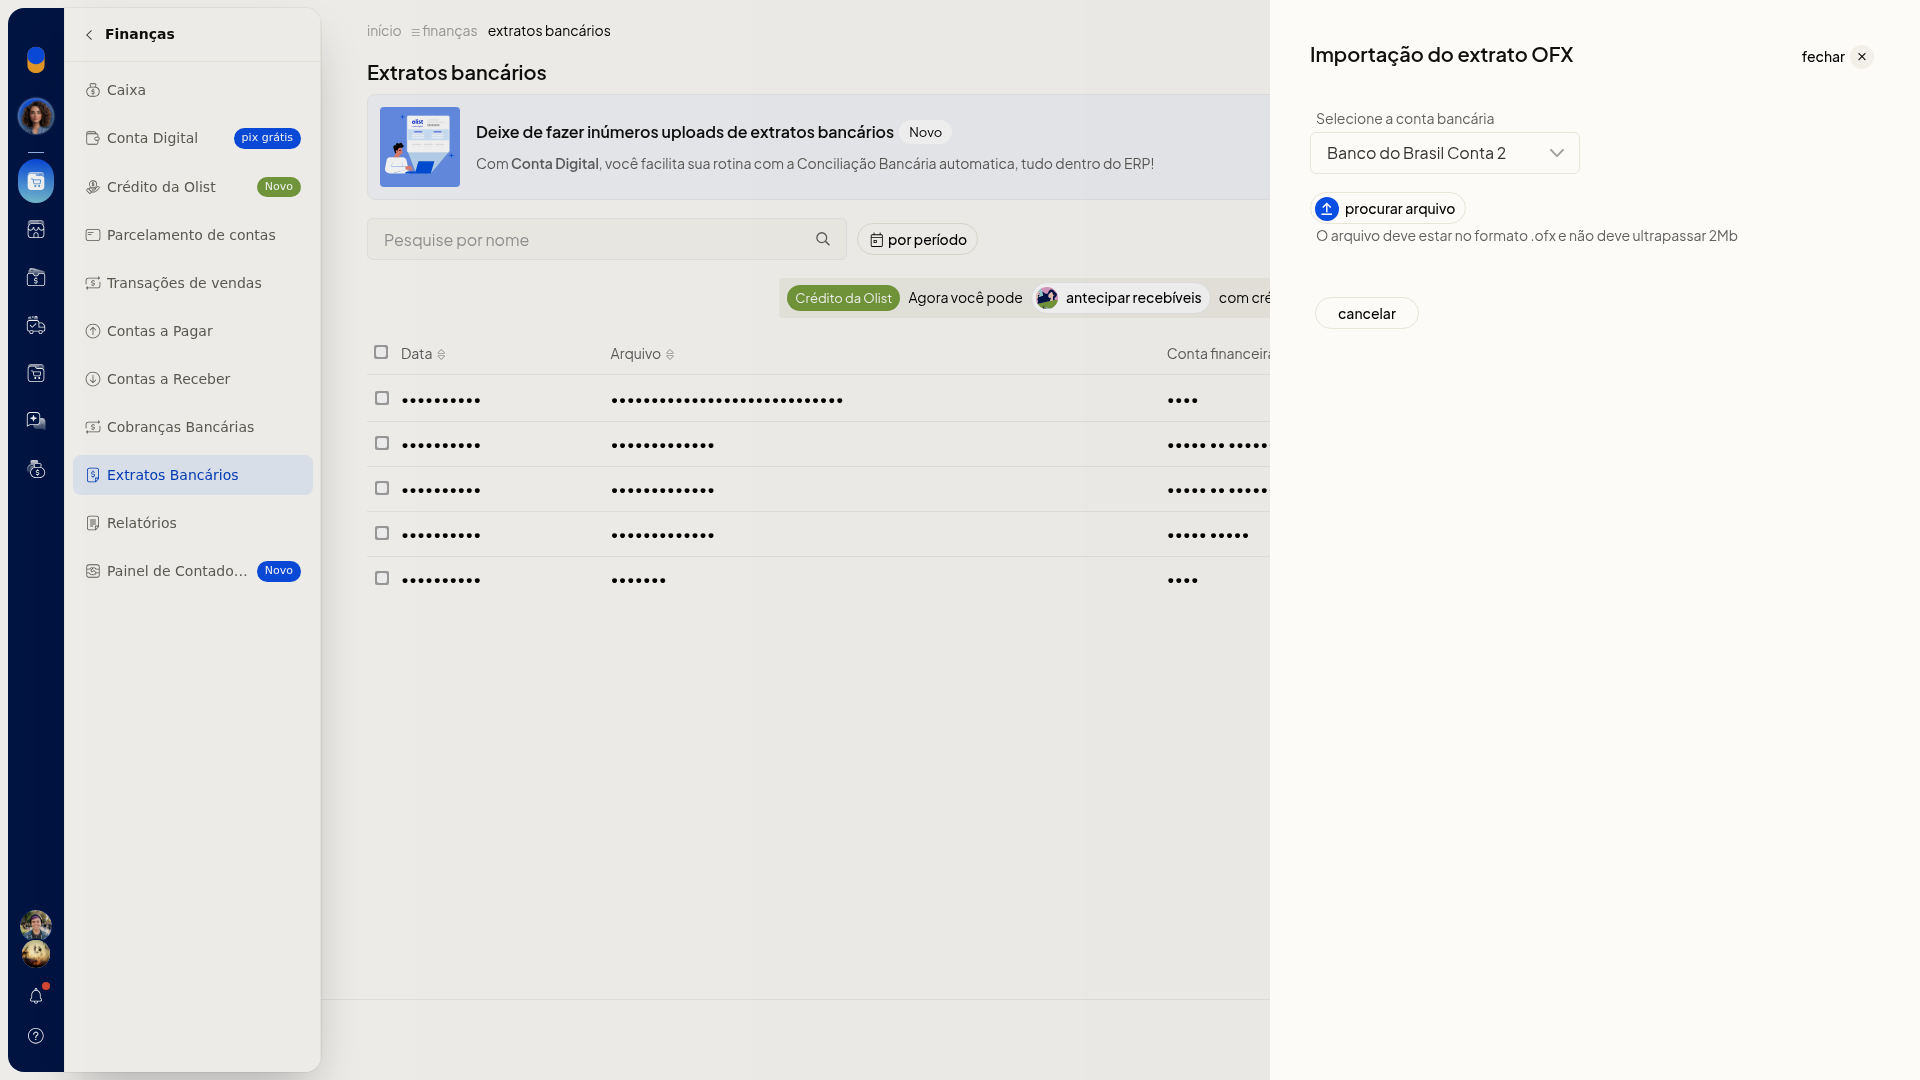 Finanças
Caixa
Conta Digital pix grátis
Crédito da Olist Novo
Parcelamento de contas
Transações de vendas
Contas a Pagar
Contas a Receber
Cobranças Bancárias
Extratos Bancários
Relatórios
Painel de Contado... Novo
início finanças extratos bancários
Extratos bancários
olist
Deixe de fazer inúmeros uploads de extratos bancários Novo
Com Conta Digital, você facilita sua rotina com a Conciliação Bancária automatica, tudo dentro do ERP!
Pesquise por nome por período
Crédito da Olist Agora você pode antecipar recebíveis com cré
Data Arquivo Conta financeira
•••••••••• ••••••••••••••••••••••••••••• ••••
•••••••••• ••••••••••••• ••••• •• •••••
•••••••••• ••••••••••••• ••••• •• •••••
•••••••••• ••••••••••••• ••••• •••••
•••••••••• ••••••• ••••
Importação do extrato OFX
fechar
Selecione a conta bancária
Banco do Brasil Conta 2
procurar arquivo
O arquivo deve estar no formato .ofx e não deve ultrapassar 2Mb
cancelar